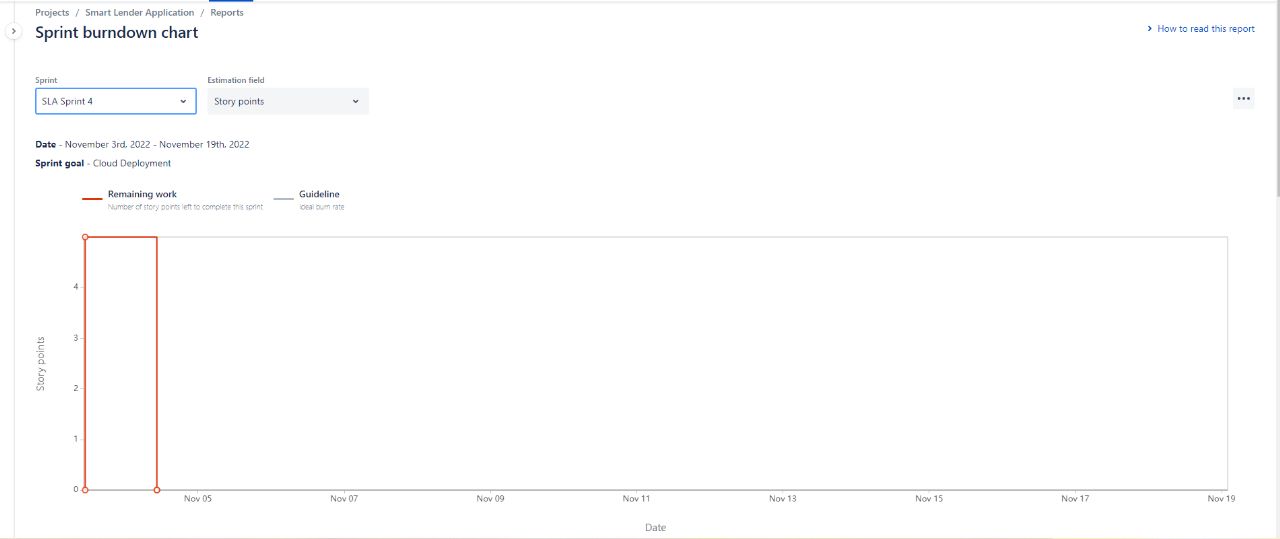 Projects / Smart Lender Application / Reports
Sprint burndown chart
How to read this report
Sprint
Estimation field
SLA Sprint 4
Story points
Date - November 3rd, 2022 - November 19th, 2022
Sprint goal - Cloud Deployment
Remaining work
Number of story points left to complete this sprint
Guideline
Ideal burn rate
4
3
2
1
0
Story points
Nov 05 Nov 07 Nov 09 Nov 11 Nov 13 Nov 15 Nov 17 Nov 19
Date